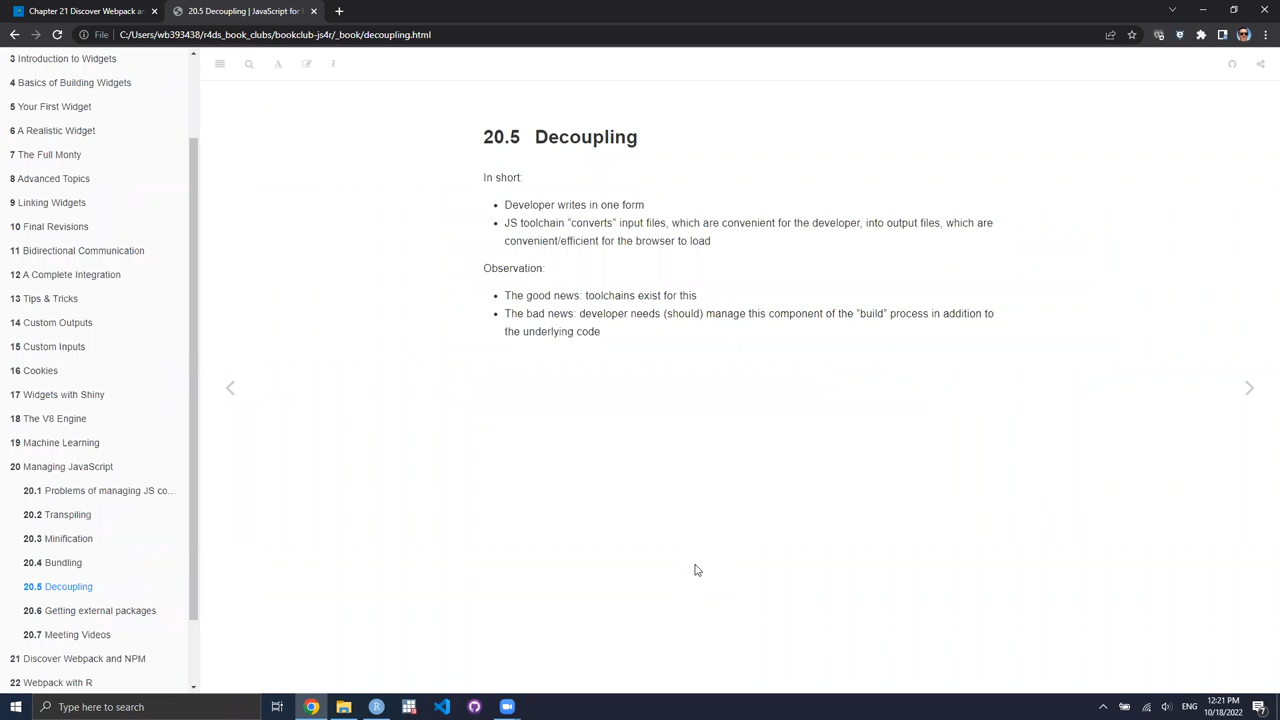 Chapter 21 Discover Webpack an
20.5 Decoupling | JavaScript for
File
C:/Users/wb393438/r4ds_book_clubs/bookclub-js4r/_book/decoupling.html
3 Introduction to Widgets
4 Basics of Building Widgets
5 Your First Widget
6 A Realistic Widget
7 The Full Monty
8 Advanced Topics
9 Linking Widgets
10 Final Revisions
11 Bidirectional Communication
12 A Complete Integration
13 Tips & Tricks
14 Custom Outputs
15 Custom Inputs
16 Cookies
17 Widgets with Shiny
18 The V8 Engine
19 Machine Learning
20 Managing JavaScript
20.1 Problems of managing JS co...
20.2 Transpiling
20.3 Minification
20.4 Bundling
20.5 Decoupling
20.6 Getting external packages
20.7 Meeting Videos
21 Discover Webpack and NPM
22 Webpack with R
20.5 Decoupling
In short:
• Developer writes in one form
• JS toolchain “converts” input files, which are convenient for the developer, into output files, which are
convenient/efficient for the browser to load
Observation:
• The good news: toolchains exist for this
• The bad news: developer needs (should) manage this component of the “build” process in addition to
the underlying code
Type here to search
ENG
12:21 PM
10/18/2022